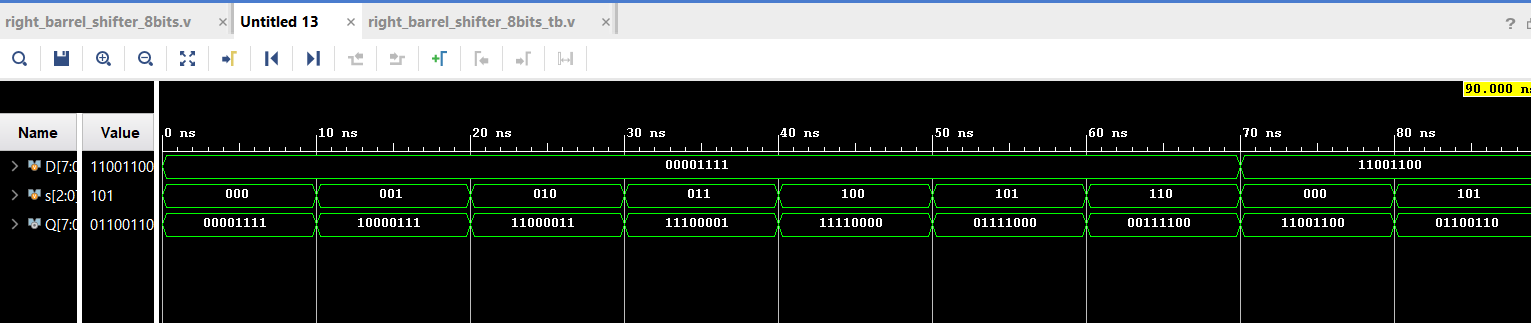 right_barrel_shifter_8bits.v × Untitled 13 × right_barrel_shifter_8bits_tb.v × ?
90.000 ns
Name Value 0 ns 10 ns 20 ns 30 ns 40 ns 50 ns 60 ns 70 ns 80 ns
D[7:0 11001100 00001111 11001100
s[2:0] 101 000 001 010 011 100 101 110 000 101
Q[7:0 01100110 00001111 10000111 11000011 11100001 11110000 01111000 00111100 11001100 01100110